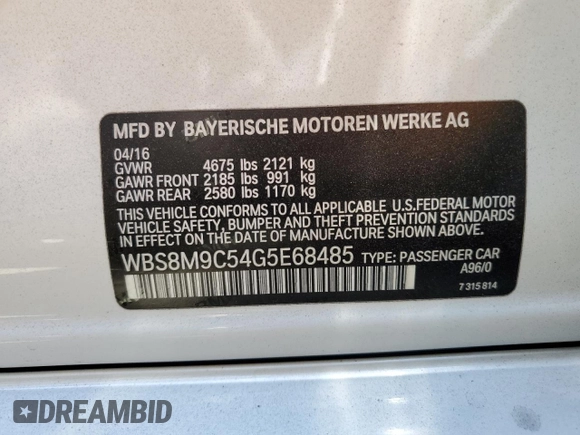 MFD BY BAYERISCHE MOTOREN WERKE AG
04/16
GVWR 4675 lbs 2121 kg
GAWR FRONT 2185 lbs 991 kg
GAWR REAR 2580 lbs 1170 kg
THIS VEHICLE CONFORMS TO ALL APPLICABLE U.S.FEDERAL MOTOR
VEHICLE SAFETY, BUMPER AND THEFT PREVENTION STANDARDS
IN EFFECT ON THE DATE OF MANUFACTURE SHOWN ABOVE.
WBS8M9C54G5E68485 TYPE: PASSENGER CAR
A96/0
7 315 814
DREAMBID